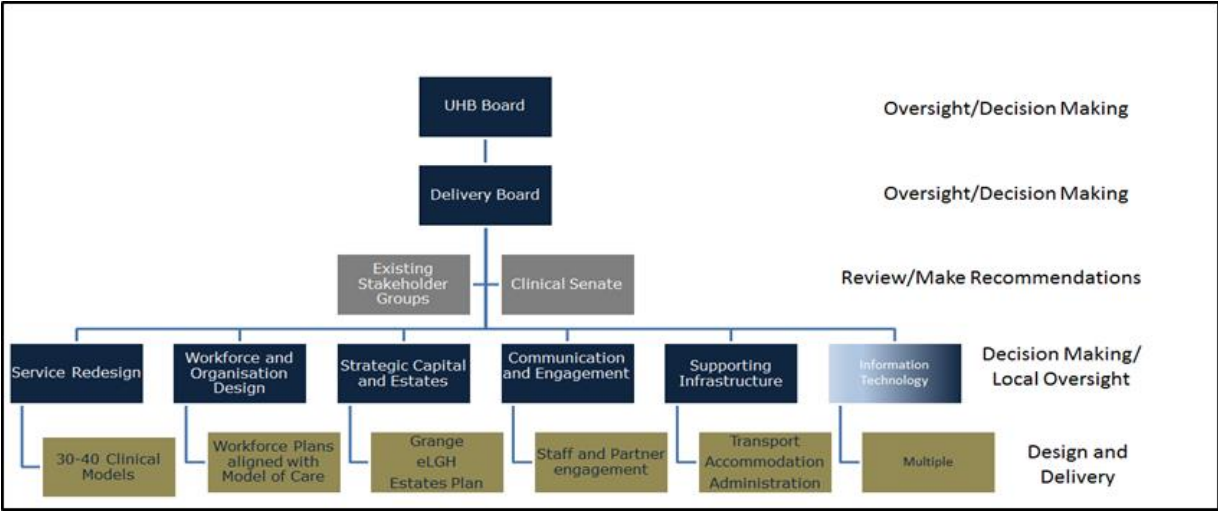 UHB Board
Oversight/Decision Making
Delivery Board
Oversight/Decision Making
Existing
Stakeholder
Groups
Clinical Senate
Review/Make Recommendations
Service Redesign
Workforce and
Organisation
Design
Strategic Capital
and Estates
Communication
and Engagement
Supporting
Infrastructure
Information
Technology
Decision Making/
Local Oversight
30-40 Clinical
Models
Workforce Plans
aligned with
Model of Care
Grange
eLGH
Estates Plan
Staff and Partner
engagement
Transport
Accommodation
Administration
Multiple
Design and
Delivery